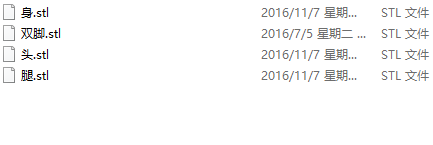 身.stl 2016/11/7 星期... STL 文件
双脚.stl 2016/7/5 星期二 ... STL 文件
头.stl 2016/11/7 星期... STL 文件
腿.stl 2016/11/7 星期... STL 文件